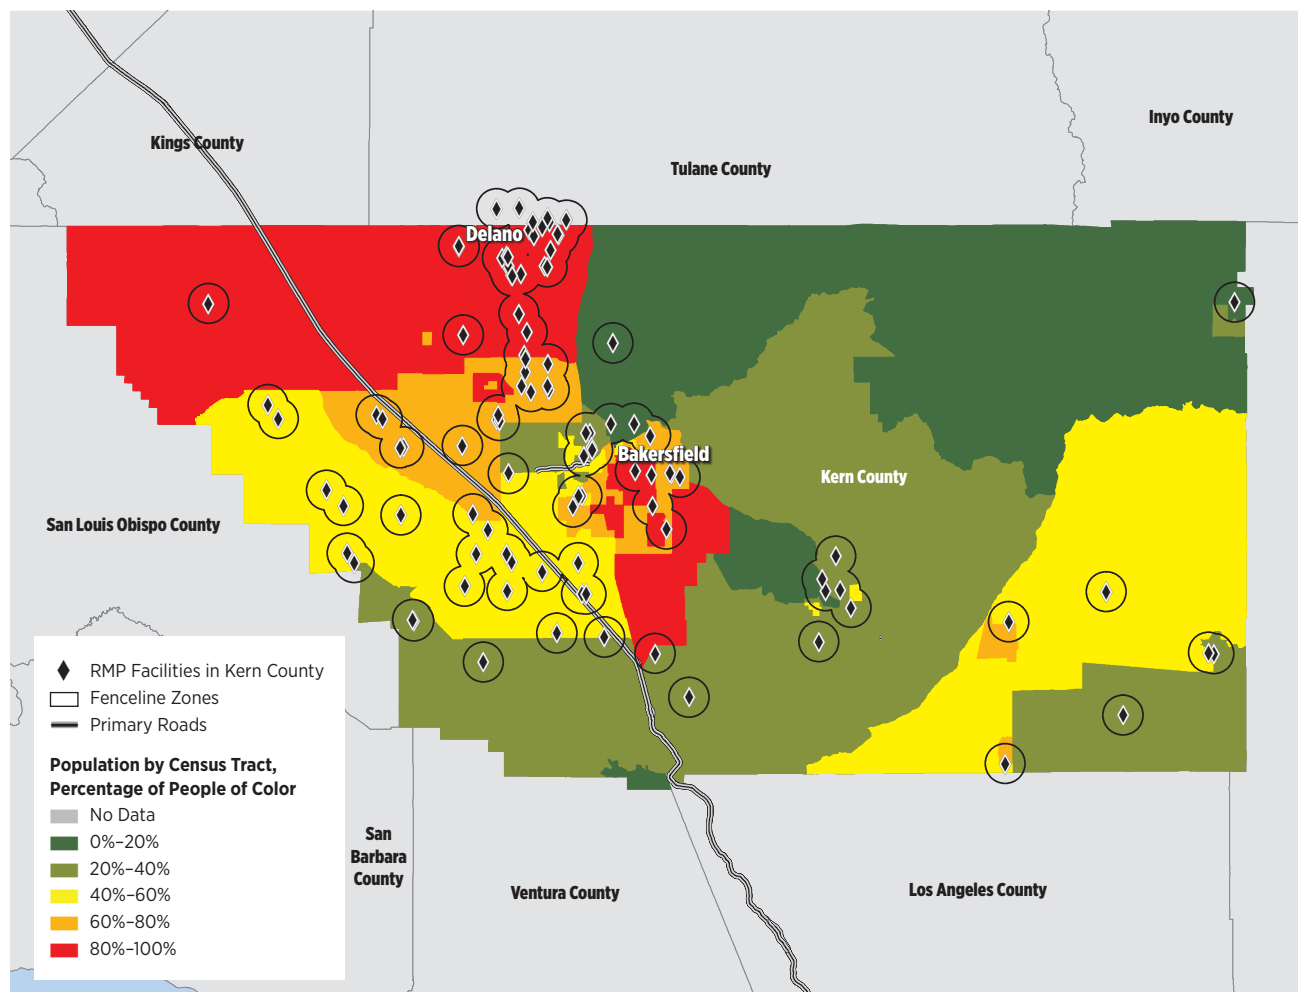 Inyo County
Kings County
Tulane County
Delano
Bakersfield
Kern County
San Louis Obispo County
RMP Facilities in Kern County
Fenceline Zones
Primary Roads
Population by Census Tract,
Percentage of People of Color
No Data
0%–20%
20%–40%
40%–60%
60%–80%
80%–100%
San
Barbara
County
Ventura County
Los Angeles County